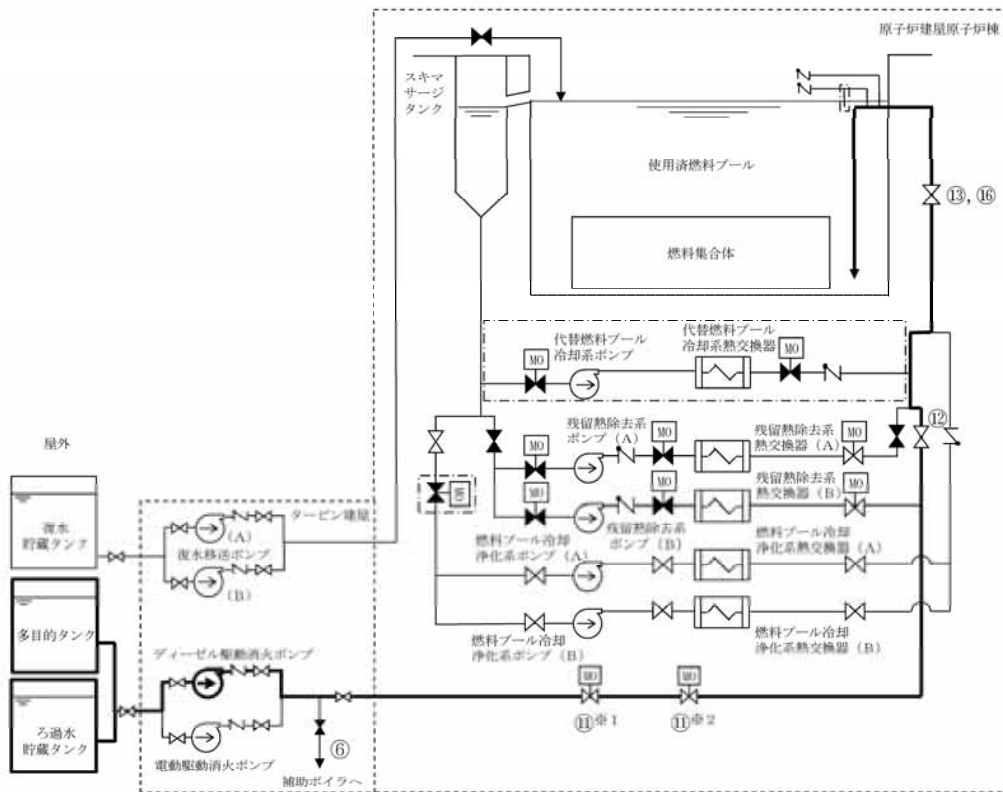 原子炉建屋原子炉棟
スキマ
サージ
タンク
使用済燃料プール
燃料集合体
⑬, ⑯
代替燃料プール
冷却系ポンプ
代替燃料プール
冷却系熱交換器
MO
MO
⑫
残留熱除去系
ポンプ (A)
残留熱除去系
熱交換器 (A)
MO
MO
MO
残留熱除去系
熱交換器 (B)
MO
MO
MO
MO
残留熱除去系
ポンプ (B)
燃料プール冷却
浄化系ポンプ (A)
燃料プール冷却
浄化系熱交換器 (A)
燃料プール冷却
浄化系ポンプ (B)
燃料プール冷却
浄化系熱交換器 (B)
屋外
復水
貯蔵タンク
タービン建屋
(A)
復水移送ポンプ
(B)
多目的タンク
ろ過水
貯蔵タンク
ディーゼル駆動消火ポンプ
電動駆動消火ポンプ
⑥
補助ボイラへ
MO
MO
⑪※1
⑪※2